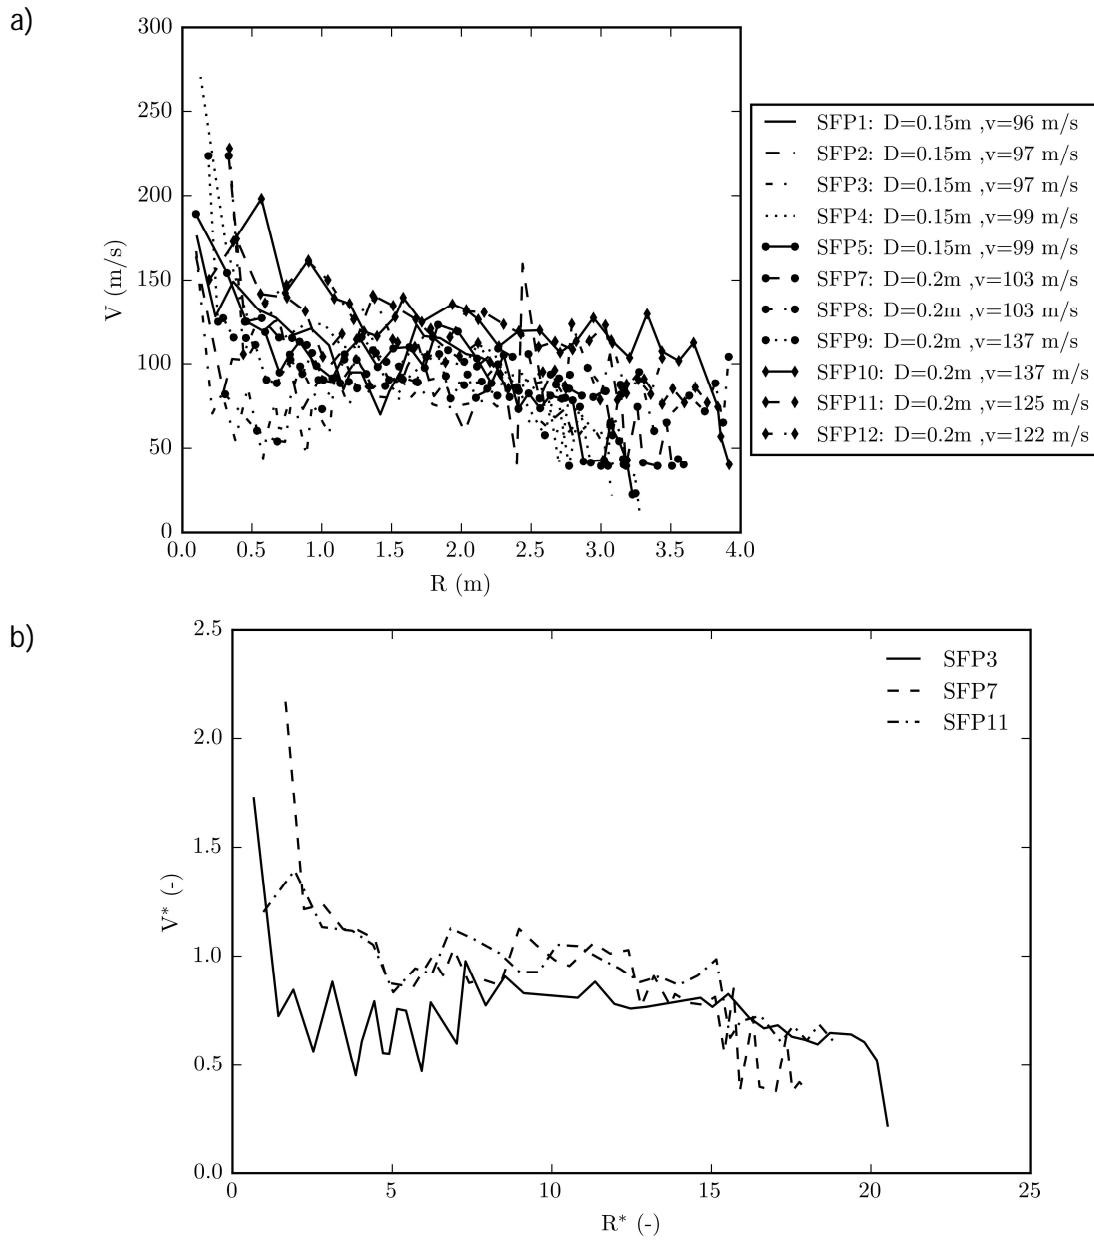 a)
300
250
200
150
100
50
0
V (m/s)
0.0 0.5 1.0 1.5 2.0 2.5 3.0 3.5 4.0
R (m)
SFP1: D=0.15m ,v=96 m/s
SFP2: D=0.15m ,v=97 m/s
SFP3: D=0.15m ,v=97 m/s
SFP4: D=0.15m ,v=99 m/s
SFP5: D=0.15m ,v=99 m/s
SFP7: D=0.2m ,v=103 m/s
SFP8: D=0.2m ,v=103 m/s
SFP9: D=0.2m ,v=137 m/s
SFP10: D=0.2m ,v=137 m/s
SFP11: D=0.2m ,v=125 m/s
SFP12: D=0.2m ,v=122 m/s
b)
2.5
2.0
1.5
1.0
0.5
0.0
V* (-)
0 5 10 15 20 25
R* (-)
SFP3
SFP7
SFP11